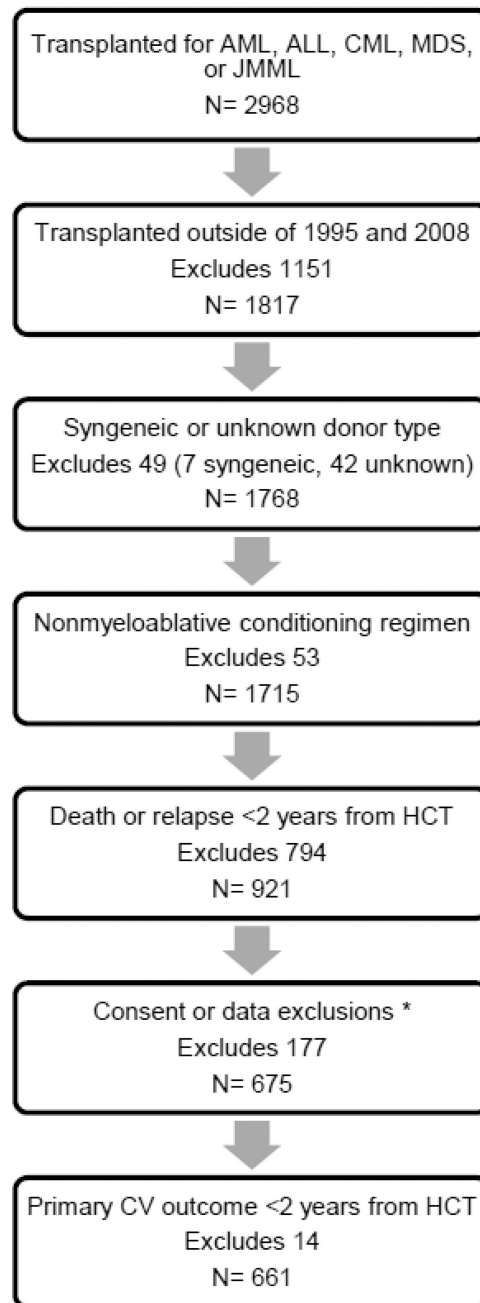 Transplanted for AML, ALL, CML, MDS,
or JMML
N= 2968
Transplanted outside of 1995 and 2008
Excludes 1151
N= 1817
Syngeneic or unknown donor type
Excludes 49 (7 syngeneic, 42 unknown)
N= 1768
Nonmyeloablative conditioning regimen
Excludes 53
N= 1715
Death or relapse <2 years from HCT
Excludes 794
N= 921
Consent or data exclusions *
Excludes 177
N= 675
Primary CV outcome <2 years from HCT
Excludes 14
N= 661